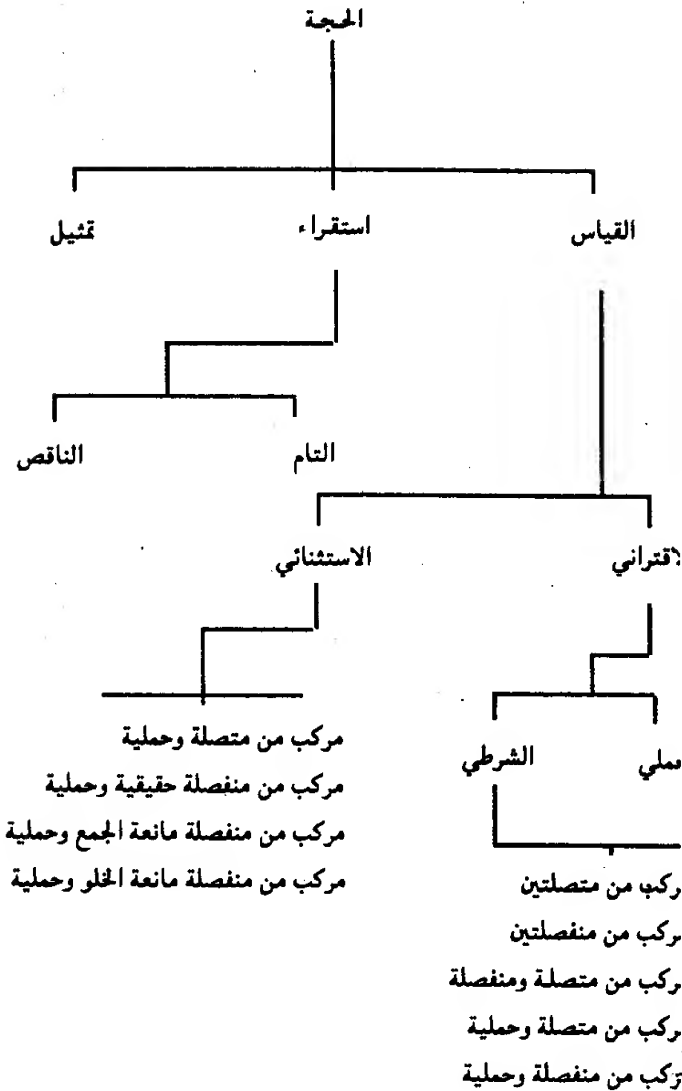 الحجة
القياس
استقراء
تمثيل
التام
الناقص
لاقتراني
الاستثنائي
مركب من متصلة وحملية
مركب من منفصلة حقيقية وحملية
مركب من منفصلة مانعة الجمع وحملية
مركب من منفصلة مانعة الخلو وحملية
عملي
الشرطي
ركب من متصلتين
ركب من منفصلتين
ركب من متصلة ومنفصلة
ركب من متصلة وحملية
ركب من منفصلة وحملية